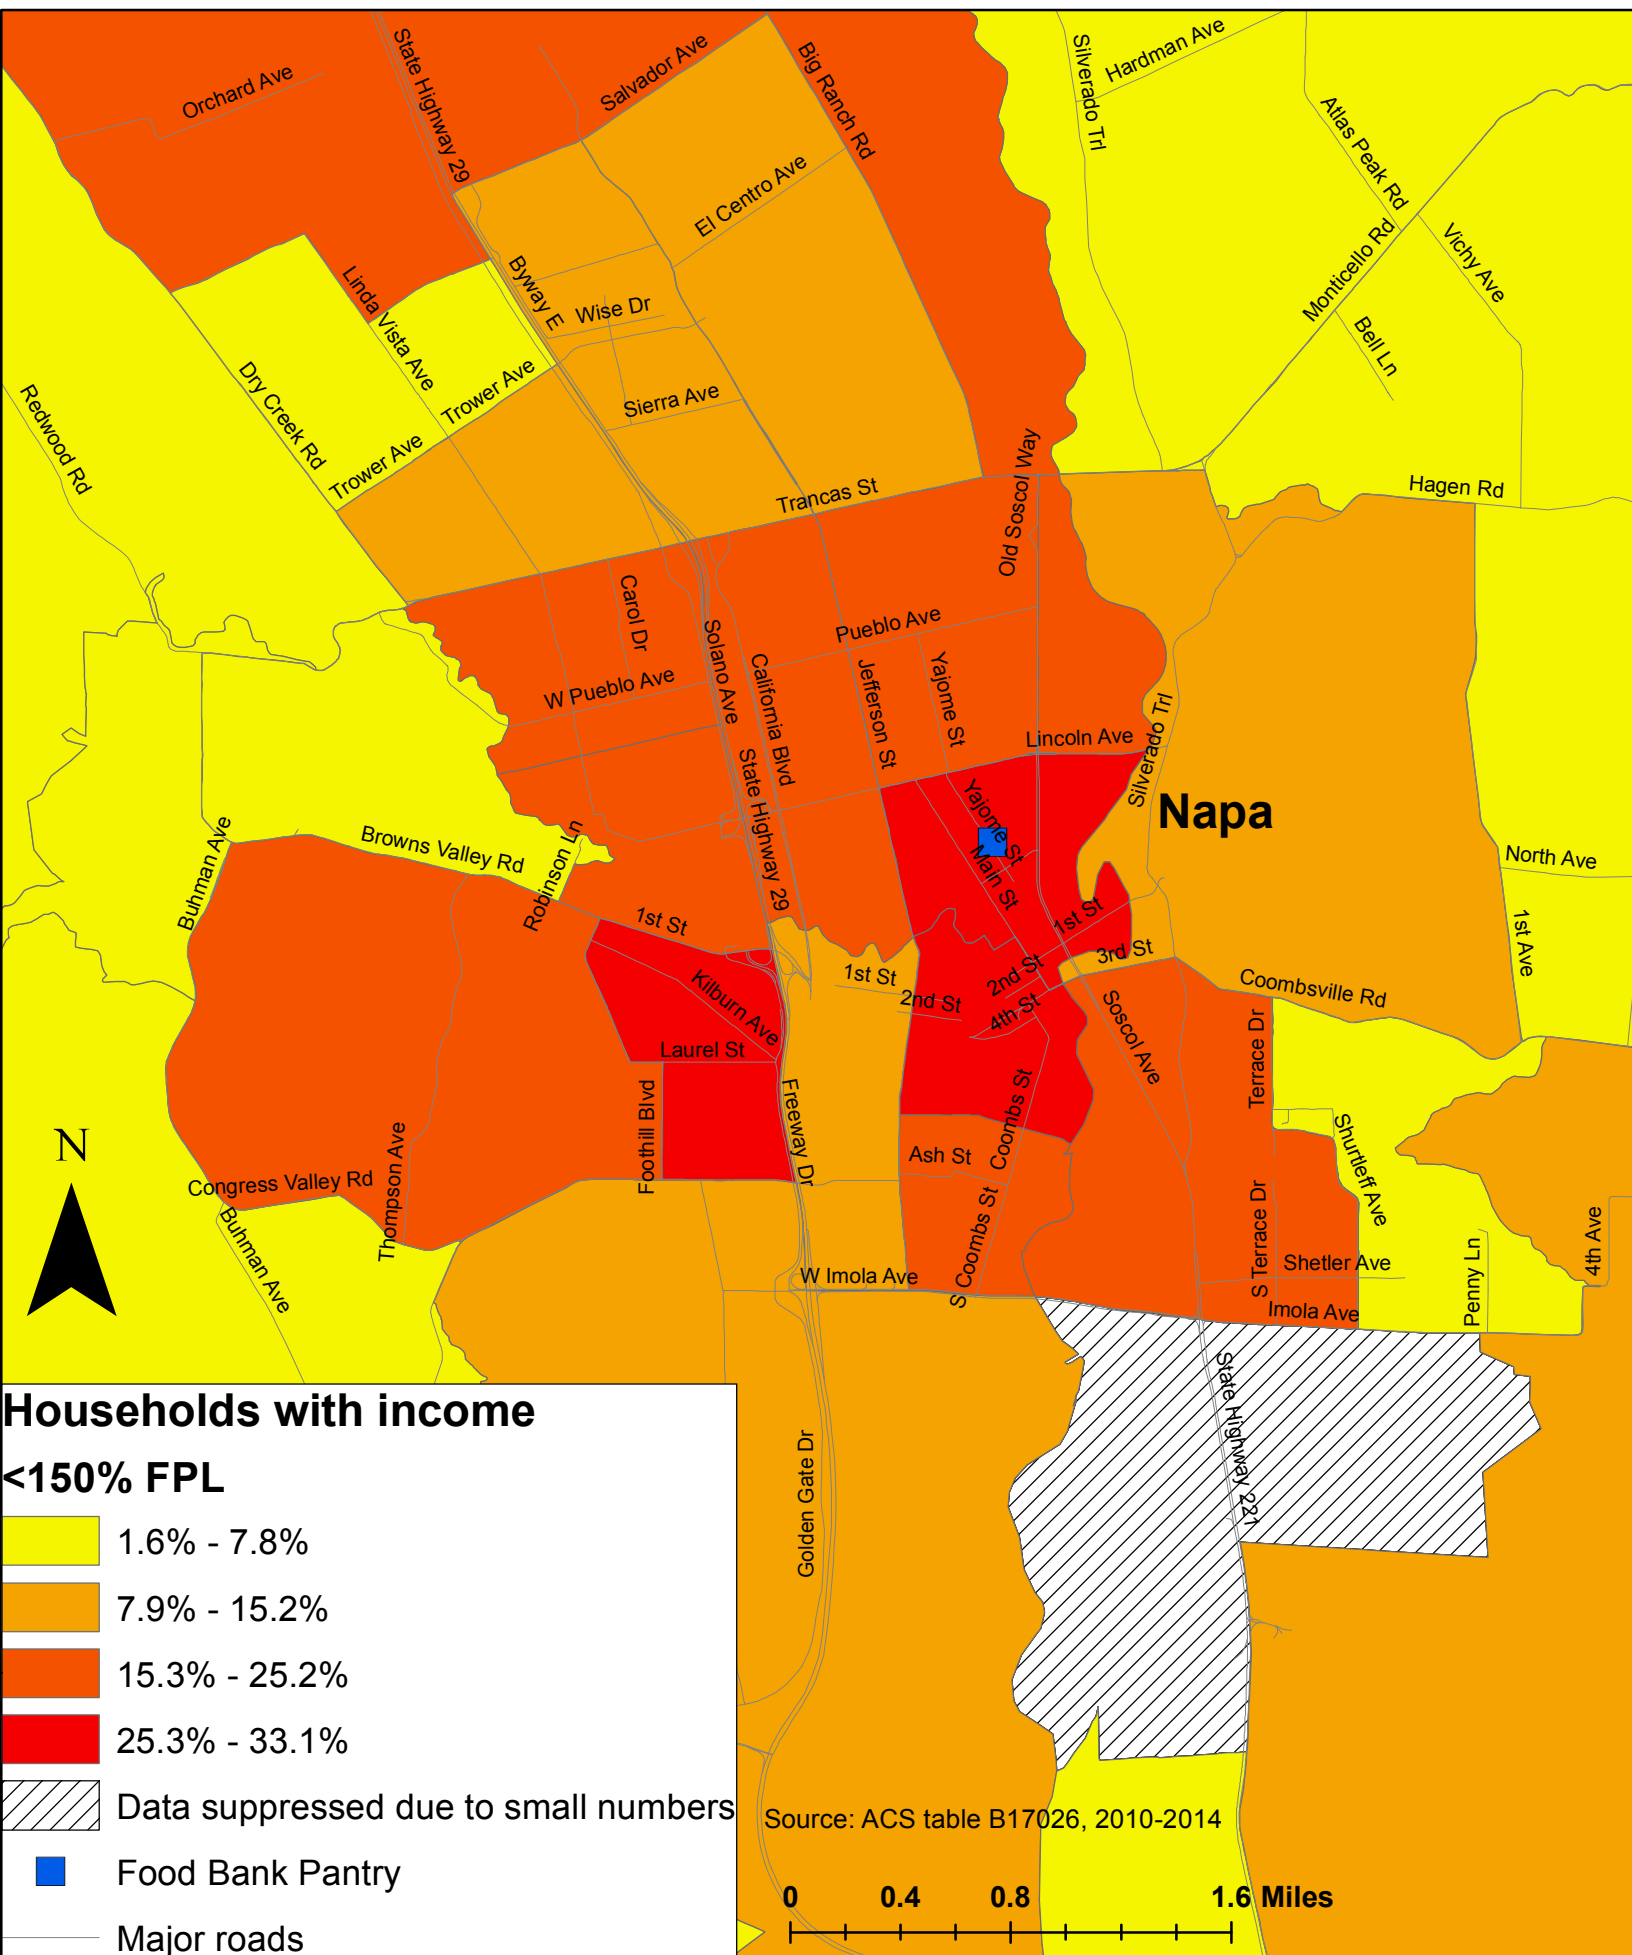 Orchard Ave
State Highway 29
Salvador Ave
Big Ranch Rd
Silverado Trl
Hardman Ave
Atlas Peak Rd
El Centro Ave
Monticello Rd
Vichy Ave
Linda Vista Ave
Byway E
Wise Dr
Bell Ln
Redwood Rd
Dry Creek Rd
Trower Ave
Trower Ave
Sierra Ave
Trancas St
Old Soscol Way
Hagen Rd
Carol Dr
Solano Ave
Pueblo Ave
W Pueblo Ave
California Blvd
Jefferson St
Yajome St
Lincoln Ave
Silverado Trl
State Highway 29
Napa
Yajome St
Main St
Buhman Ave
Browns Valley Rd
Robinson Ln
North Ave
1st St
1st St
1st Ave
3rd St
2nd St
1st St
2nd St
4th St
Kilburn Ave
Coombsville Rd
Soscol Ave
Terrace Dr
Laurel St
Foothill Blvd
Freeway Dr
Coombs St
Shurtleff Ave
N
Thompson Ave
Ash St
Congress Valley Rd
Buhman Ave
S Coombs St
S Terrace Dr
4th Ave
Shetler Ave
Penny Ln
W Imola Ave
Imola Ave
State Highway 221
Golden Gate Dr
Households with income
<150% FPL
1.6% - 7.8%
7.9% - 15.2%
15.3% - 25.2%
25.3% - 33.1%
Data suppressed due to small numbers
Food Bank Pantry
Major roads
Source: ACS table B17026, 2010-2014
0 0.4 0.8 1.6 Miles